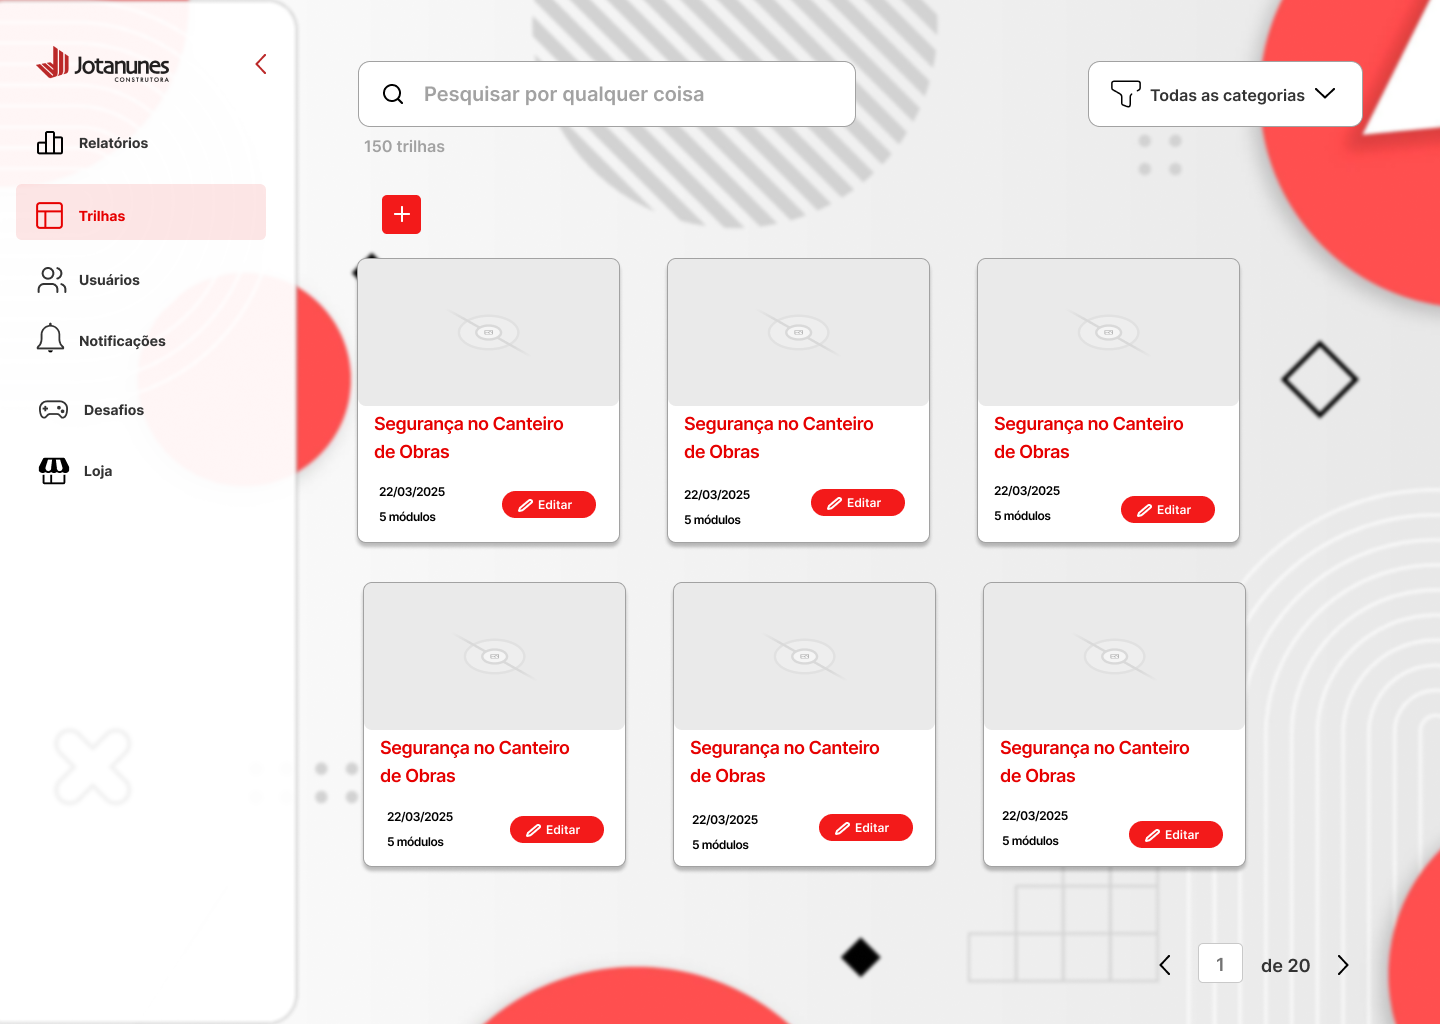 Jotanunes
CONSTRUTORA
Relatórios
Trilhas
Usuários
Notificações
Desafios
Loja
Pesquisar por qualquer coisa
Todas as categorias
150 trilhas
Segurança no Canteiro
de Obras
22/03/2025
5 módulos
Editar
Segurança no Canteiro
de Obras
22/03/2025
5 módulos
Editar
Segurança no Canteiro
de Obras
22/03/2025
5 módulos
Editar
Segurança no Canteiro
de Obras
22/03/2025
5 módulos
Editar
Segurança no Canteiro
de Obras
22/03/2025
5 módulos
Editar
Segurança no Canteiro
de Obras
22/03/2025
5 módulos
Editar
1 de 20